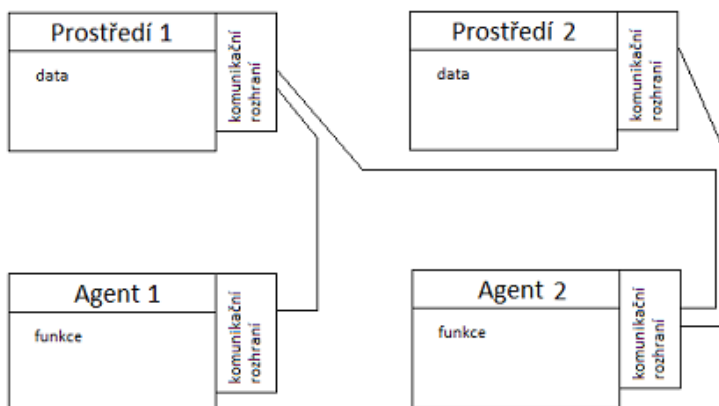 Prostředí 1
data
komunikační
rozhraní
Prostředí 2
data
komunikační
rozhraní
Agent 1
funkce
komunikační
rozhraní
Agent 2
funkce
komunikační
rozhraní